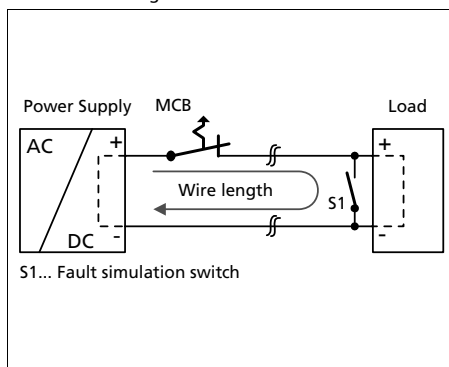 Power Supply MCB Load
AC + +
Wire length
S1
DC - -
S1... Fault simulation switch